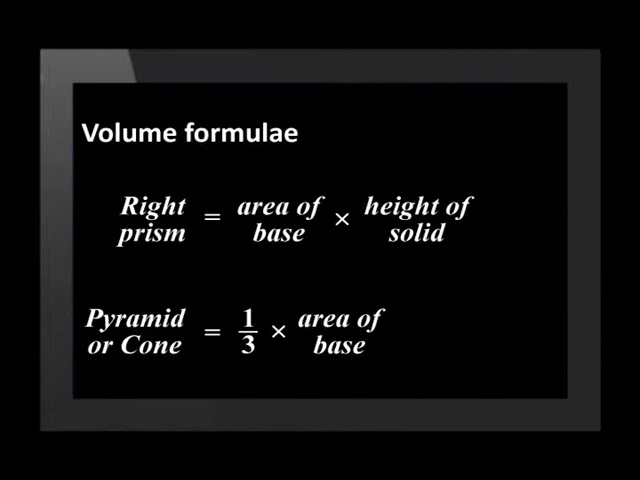 Volume formulae
Right prism = area of base × height of solid
Pyramid or Cone = 1/3 × area of base